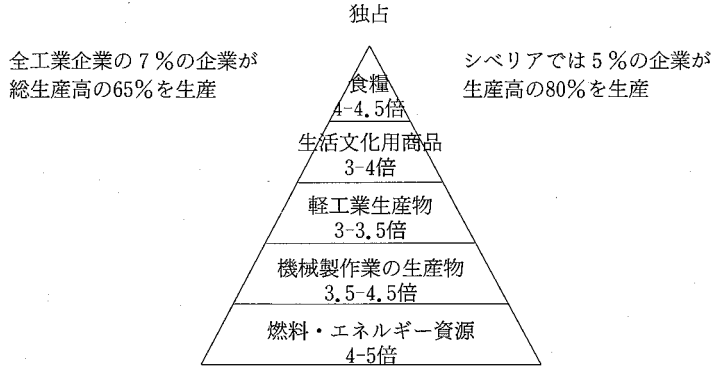 独占
全工業企業の7％の企業が
総生産高の65％を生産
シベリアでは5％の企業が
生産高の80％を生産
食糧
4-4.5倍
生活文化用商品
3-4倍
軽工業生産物
3-3.5倍
機械製作業の生産物
3.5-4.5倍
燃料・エネルギー資源
4-5倍